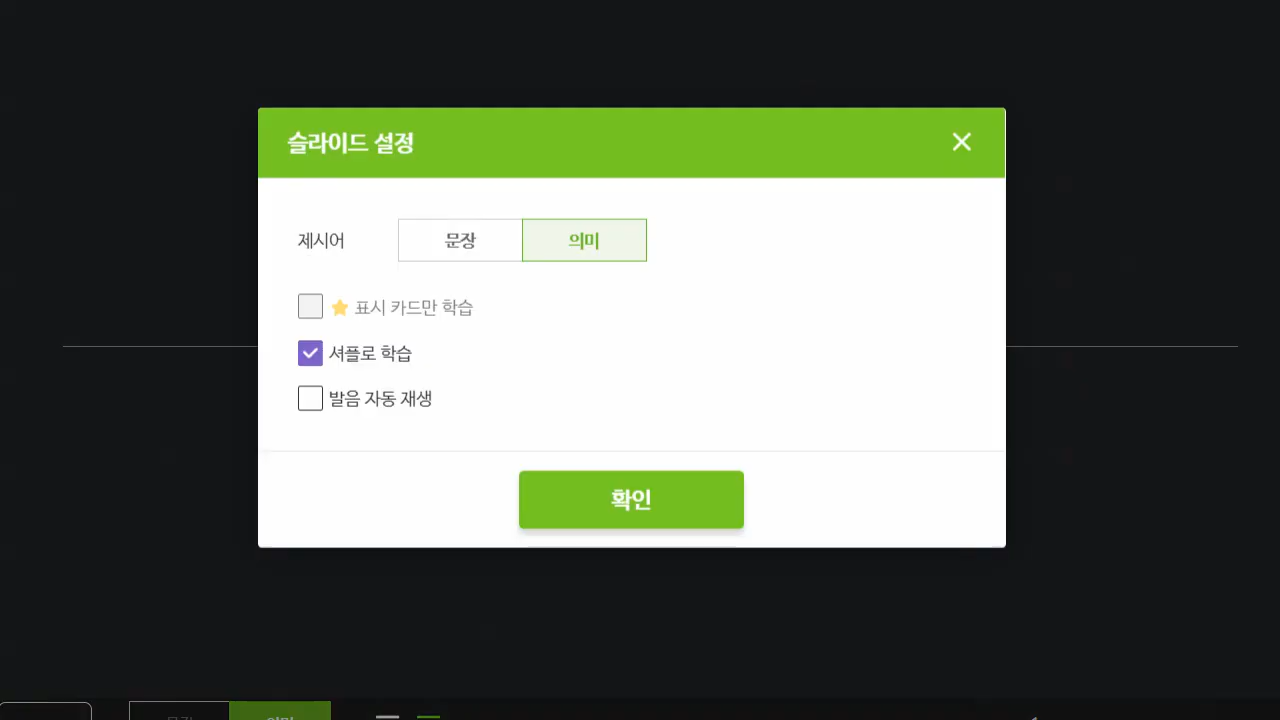 슬라이드 설정
제시어 문장 의미
표시 카드만 학습
셔플로 학습
발음 자동 재생
확인